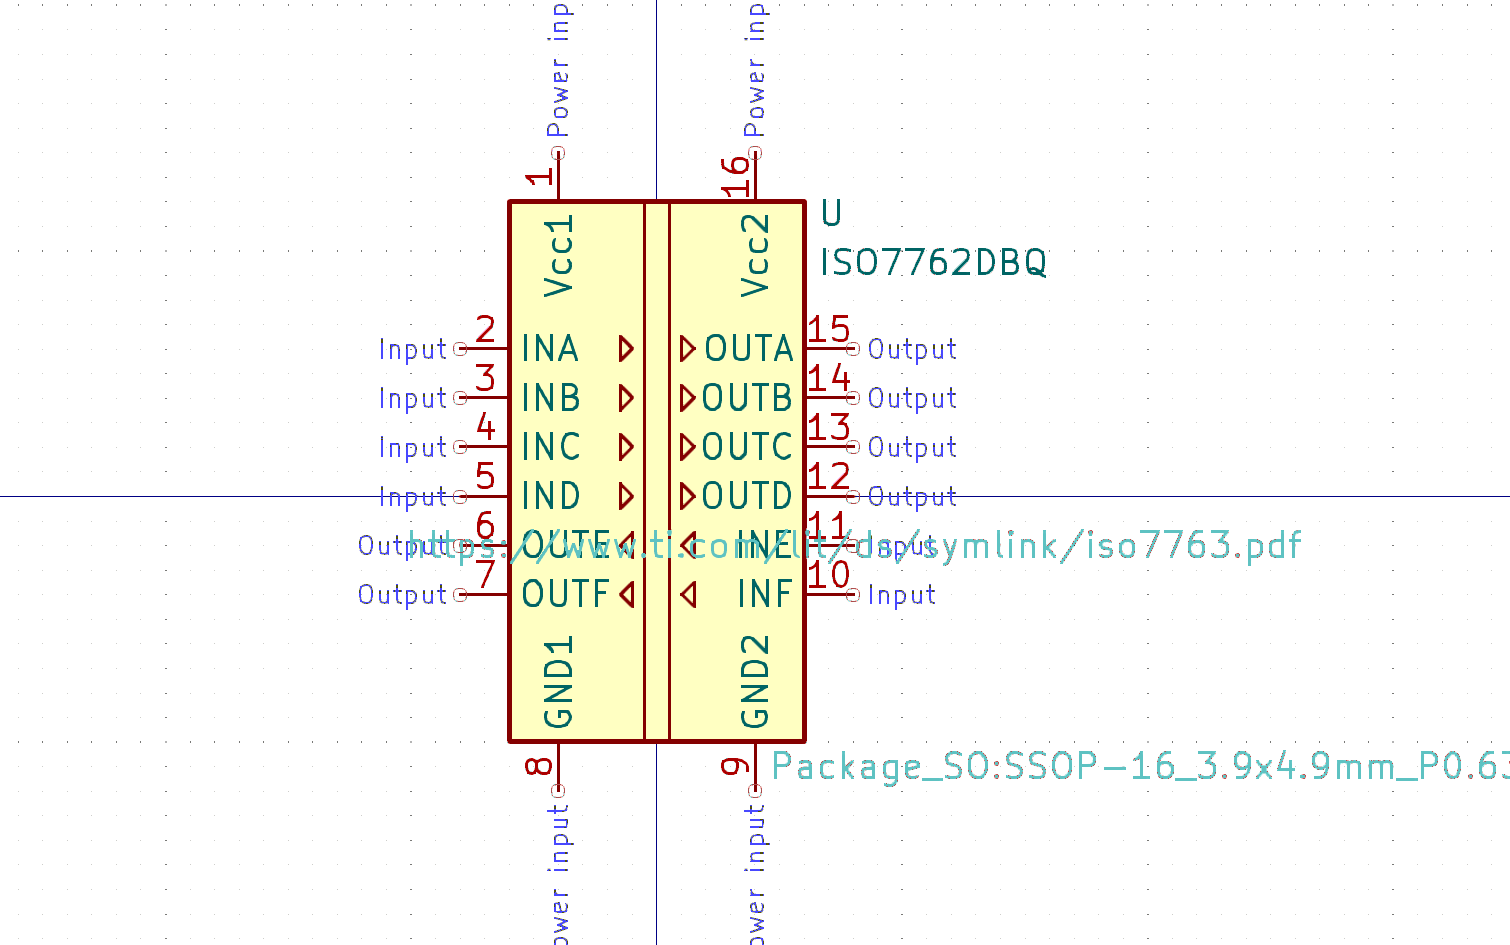 Power inp
Power inp
1
16
U
Vcc1
Vcc2
ISO7762DBQ
Input 2 INA OUTA 15 Output
Input 3 INB OUTB 14 Output
Input 4 INC OUTC 13 Output
Input 5 IND OUTD 12 Output
Output 6 OUTE INE 11 Input
https://www.ti.com/lit/ds/symlink/iso7763.pdf
Output 7 OUTF INF 10 Input
GND1
GND2
8
9
Package_SO:SSOP-16_3.9x4.9mm_P0.63
ower input
ower input